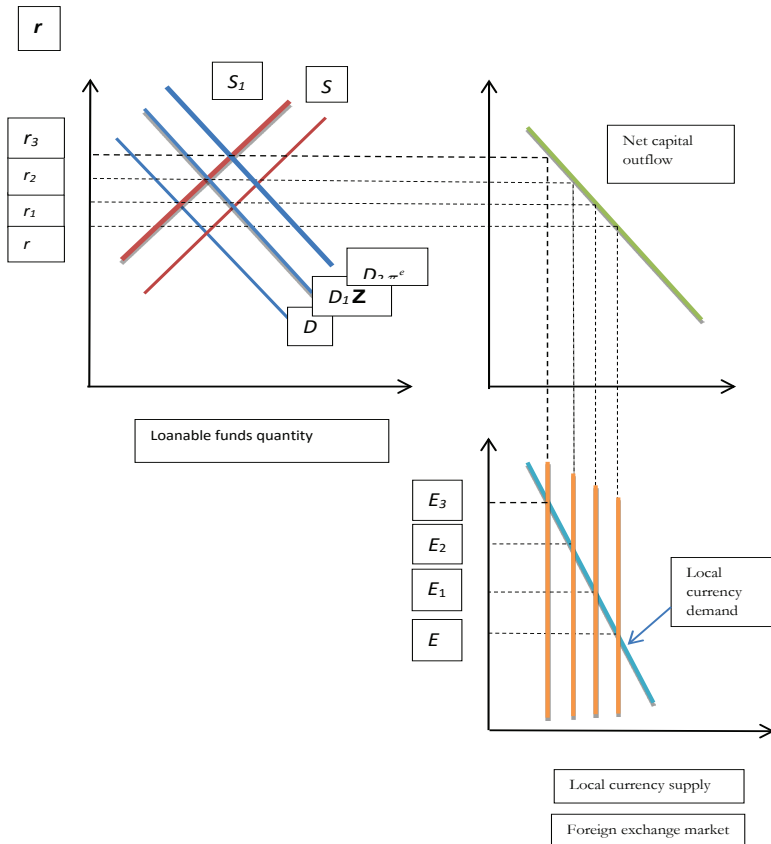 r
S₁
S
r₃
r₂
r₁
r
Net capital
outflow
D₁ Z
D
Loanable funds quantity
E₃
E₂
E₁
E
Local
currency
demand
Local currency supply
Foreign exchange market